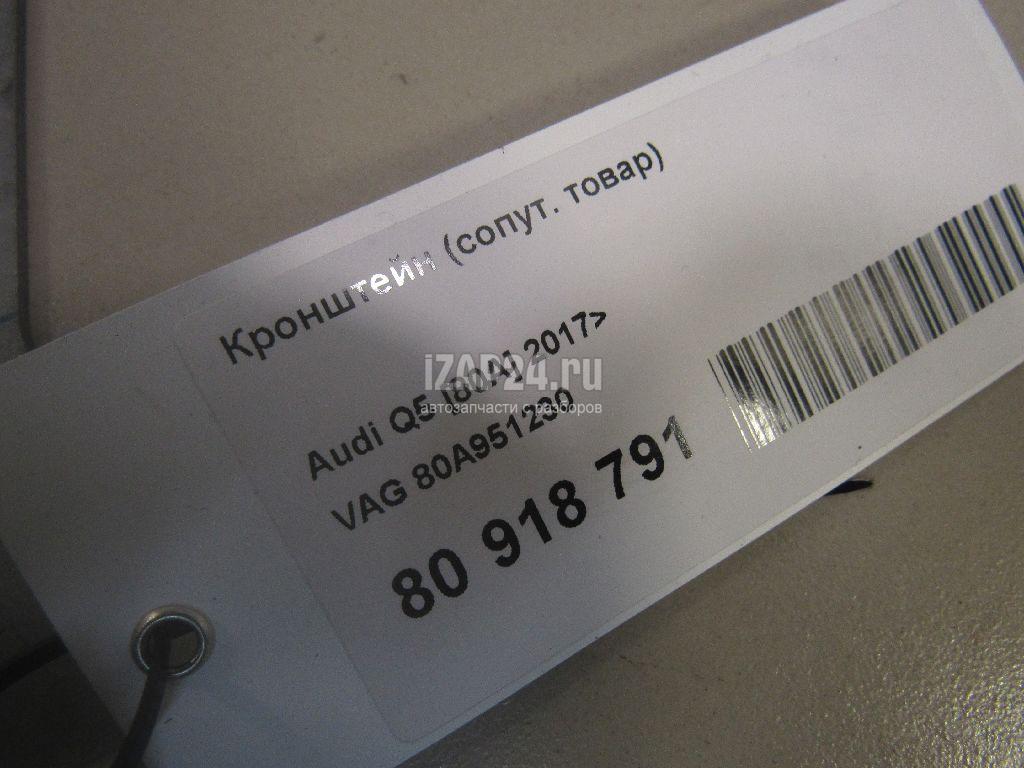 Кронштейн (сопут. товар)
Audi Q5 [80A] 2017>
VAG 80A951230
80 918 791
iZAP24.ru
автозапчасти с разборов